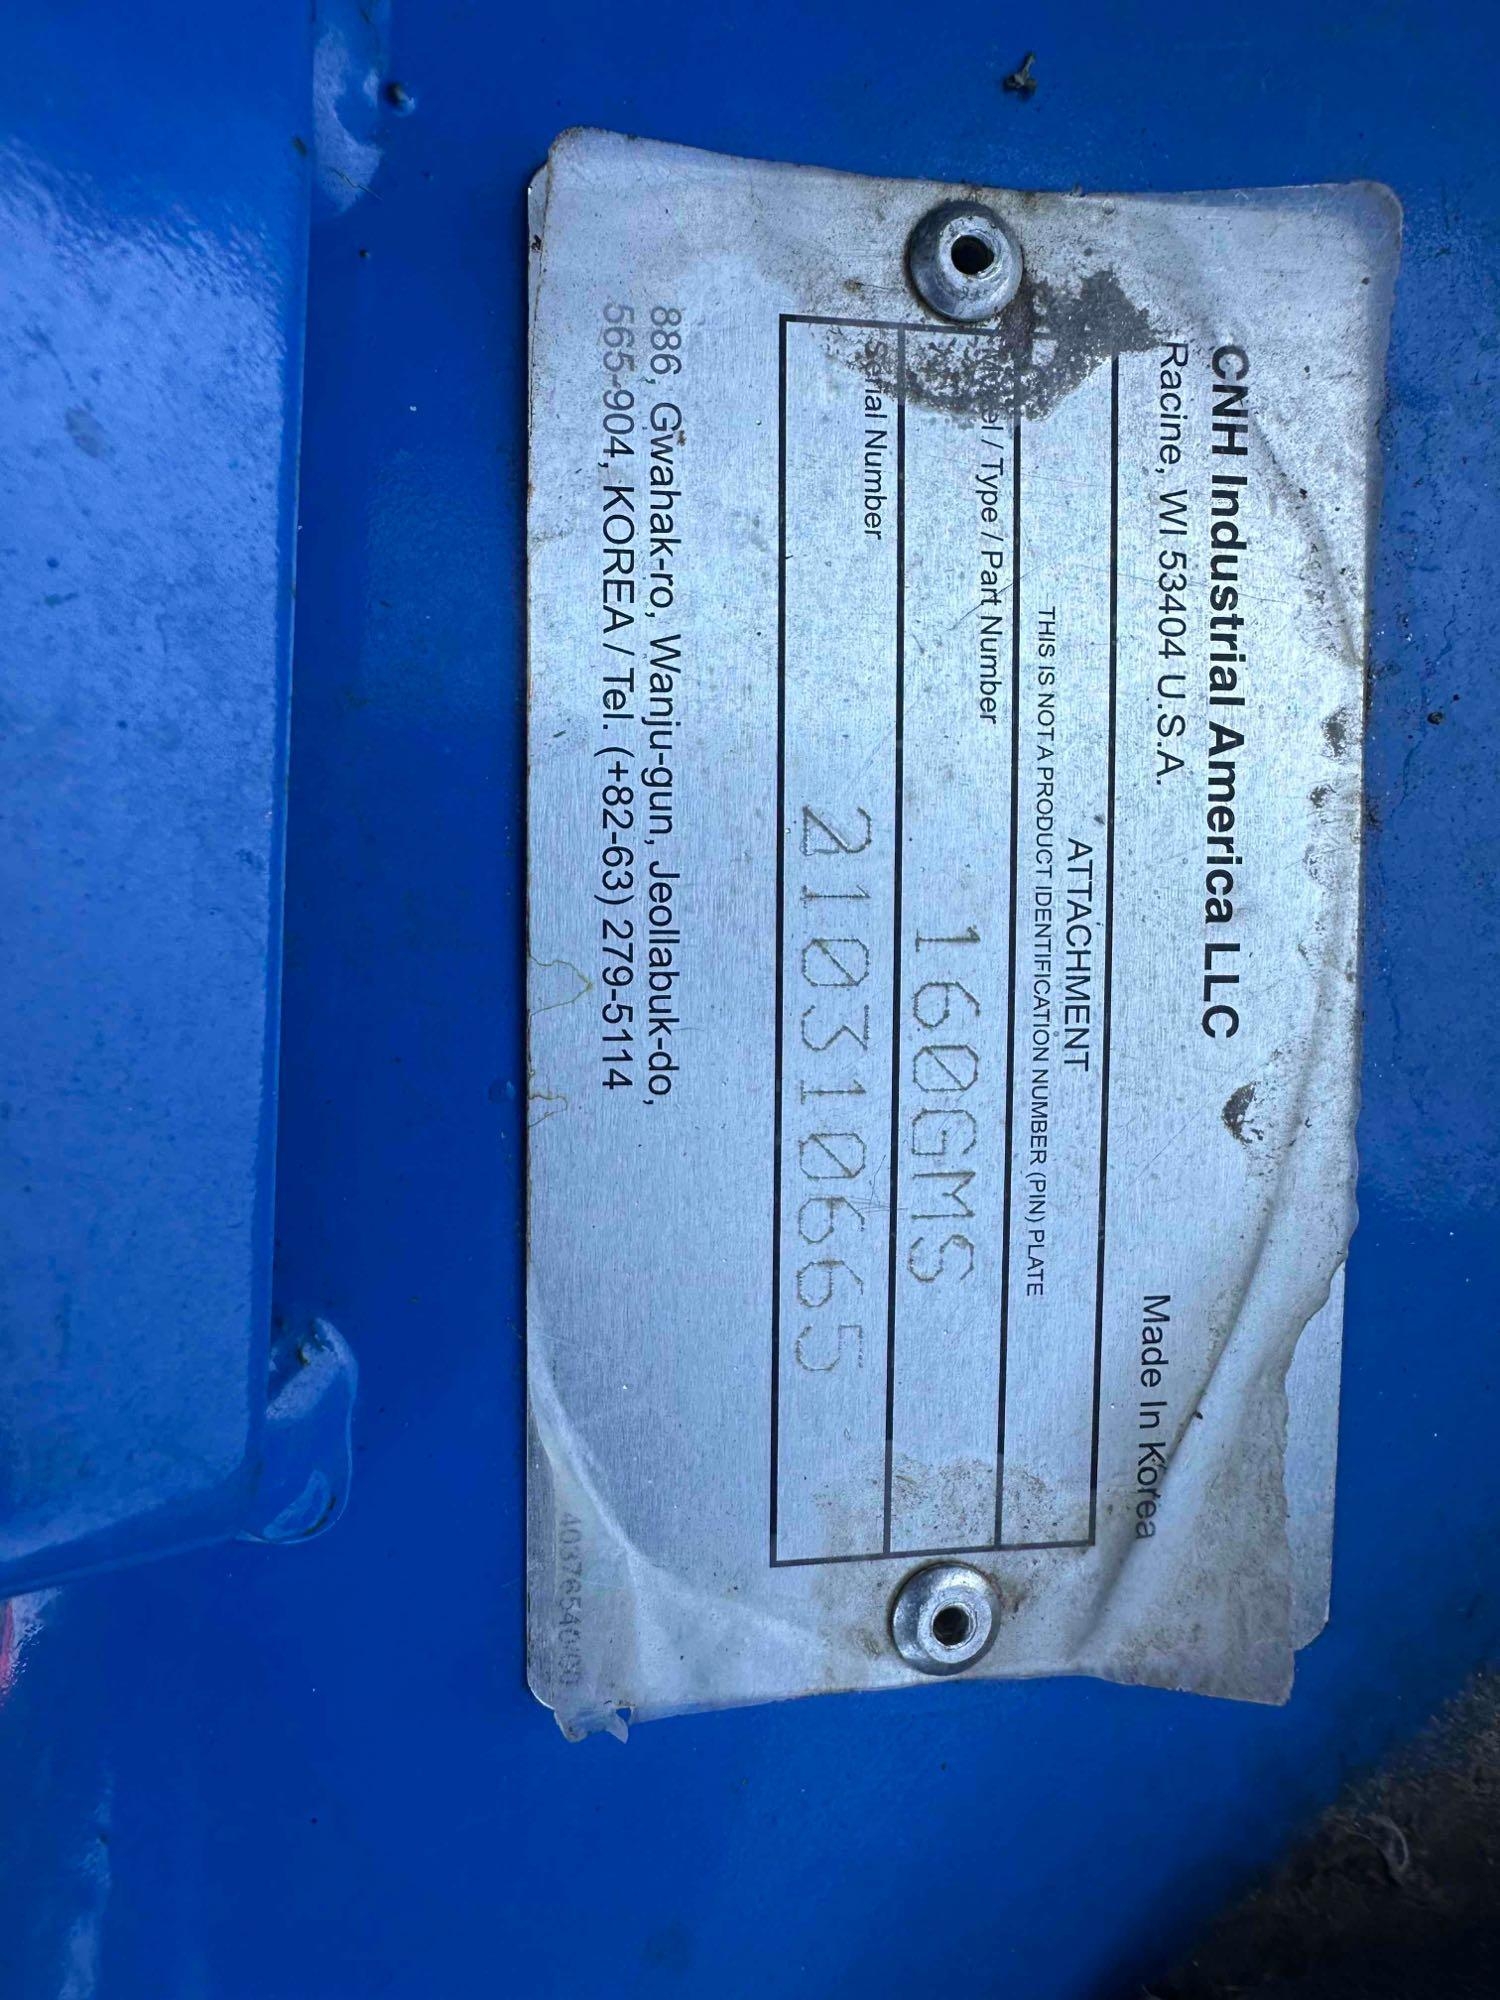 CNH Industrial America LLC
Racine, WI 53404 U.S.A.
Made In Korea
ATTACHMENT
THIS IS NOT A PRODUCT IDENTIFICATION NUMBER (PIN) PLATE
/ Type / Part Number 160GMS
Serial Number 2103106665
886, Gwahak-ro, Wanju-gun, Jeollabuk-do,
565-904, KOREA / Tel. (+82-63) 279-5114